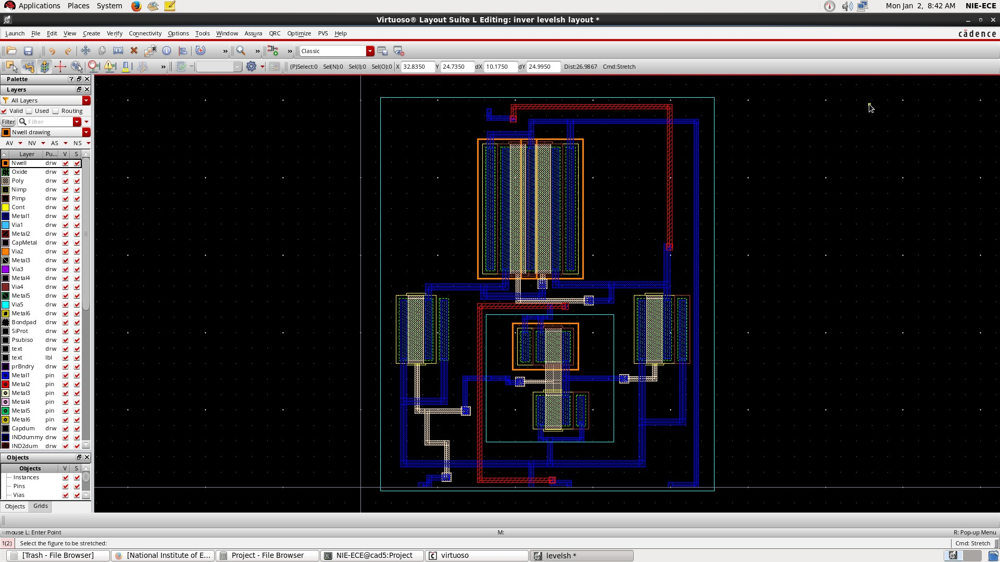 Applications Places System Mon Jan 2, 8:42 AM NIE-ECE
Virtuoso® Layout Suite L Editing: inver levelsh layout *
Launch File Edit View Create Verify Connectivity Options Tools Window Assura QRC Optimize PVS Help cādence
Classic
(P)Select:0 Sel(N):0 Sel(I):0 Sel(O):0 X 32.8350 Y 24.7350 dX 10.1750 dY 24.9950 Dist:26.9867 Cmd:Stretch
Palette
Layers
All Layers
Valid Used Routing
Filter Filter
Nwell drawing
AV NV AS NS
Layer Pu... V S
Nwell drw
Oxide drw
Poly drw
Nimp drw
Pimp drw
Cont drw
Metal1 drw
Via1 drw
Metal2 drw
CapMetal drw
Via2 drw
Metal3 drw
Via3 drw
Metal4 drw
Via4 drw
Metal5 drw
Via5 drw
Metal6 drw
Bondpad drw
SiProt drw
Psubiso drw
text drw
text lbl
prBndry drw
Metal1 pin
Metal2 pin
Metal3 pin
Metal4 pin
Metal5 pin
Metal6 pin
Capdum drw
INDdummy drw
IND2dum drw
Objects
Objects V S
Instances
Pins
Vias
Objects Grids
mouse L: Enter Point M: R: Pop-up Menu
1(2) Select the figure to be stretched: Cmd: Stretch
[Trash - File Browser] [National Institute of E... Project - File Browser NIE-ECE@cad5:Project virtuoso levelsh *